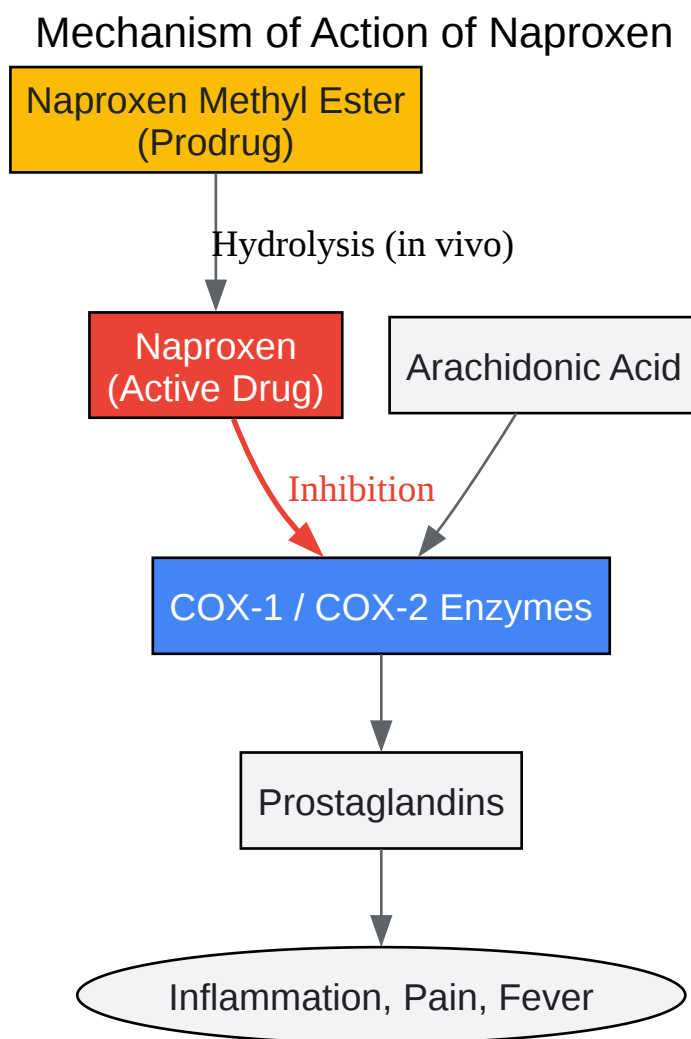 Mechanism of Action of Naproxen
Naproxen Methyl Ester
(Prodrug)
Hydrolysis (in vivo)
Naproxen
(Active Drug)
Arachidonic Acid
Inhibition
COX-1 / COX-2 Enzymes
Prostaglandins
Inflammation, Pain, Fever